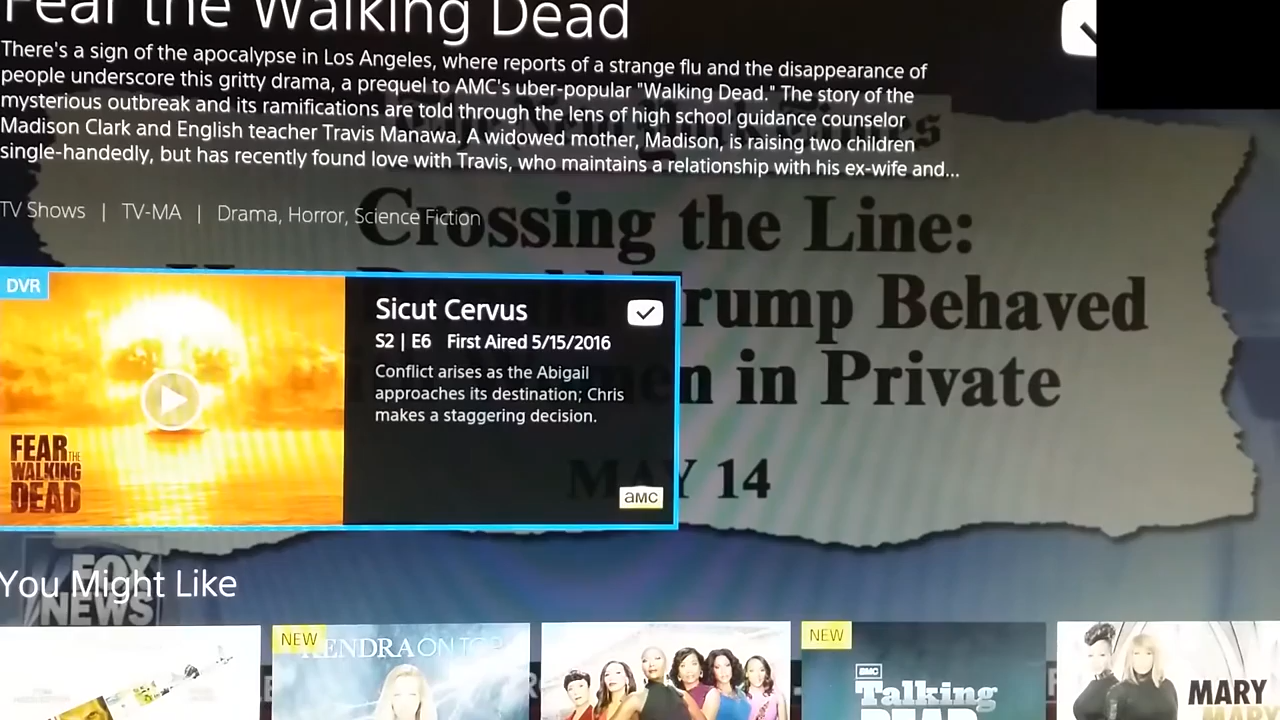 Fear the Walking Dead
There's a sign of the apocalypse in Los Angeles, where reports of a strange flu and the disappearance of
people underscore this gritty drama, a prequel to AMC's uber-popular "Walking Dead." The story of the
mysterious outbreak and its ramifications are told through the lens of high school guidance counselor
Madison Clark and English teacher Travis Manawa. A widowed mother, Madison, is raising two children
single-handedly, but has recently found love with Travis, who maintains a relationship with his ex-wife and...
TV Shows | TV-MA | Drama, Horror, Science Fiction
Crossing the Line:
Trump Behaved
in Private
MAY 14
DVR
Sicut Cervus
S2 | E6 First Aired 5/15/2016
Conflict arises as the Abigail
approaches its destination; Chris
makes a staggering decision.
FEAR THE
WALKING
DEAD
amc
FOX
NEWS
You Might Like
NEW
KENDRA ON TOP
NEW
amc
Talking
DEAD
MARY
MARY